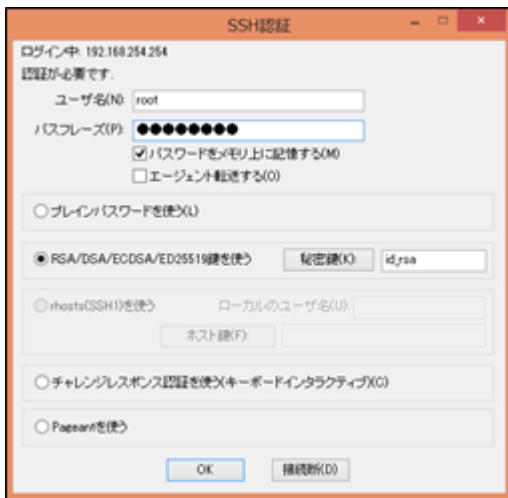 SSH認証
ログイン中: 192.168.254.254
認証が必要です.
ユーザ名(N): root
パスフレーズ(P): ●●●●●●●●
パスワードをメモリ上に記憶する(M)
エージェント転送する(O)
プレインパスワードを使う(L)
RSA/DSA/ECDSA/ED25519鍵を使う 秘密鍵(K): id_rsa
rhosts(SSH1)を使う ローカルのユーザ名(U):
ホスト鍵(F):
チャレンジレスポンス認証を使う(キーボードインタラクティブ)(C)
Pageantを使う
OK 接続断(D)